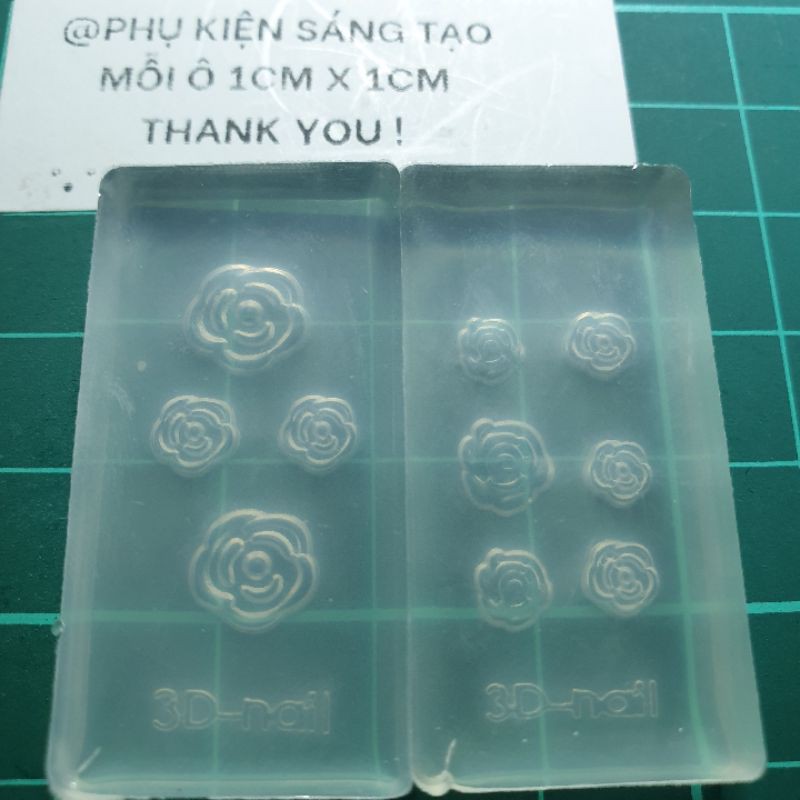 @PHỤ KIỆN SÁNG TẠO
MỖI Ô 1CM X 1CM
THANK YOU !
3D-nail
3D-nail